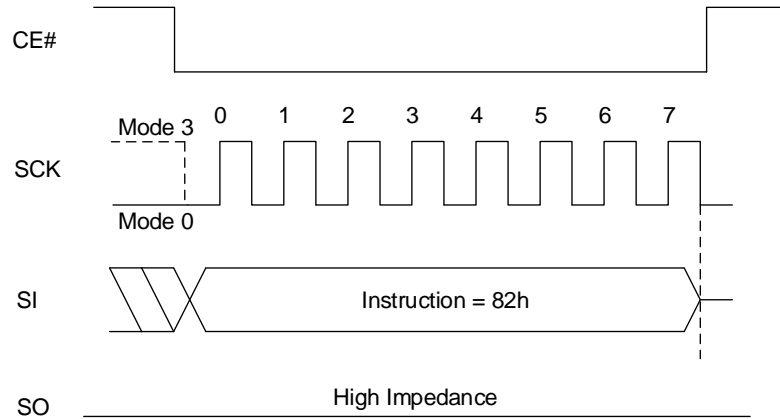 CE#
0 1 2 3 4 5 6 7
Mode 3
SCK
Mode 0
SI
Instruction = 82h
High Impedance
SO